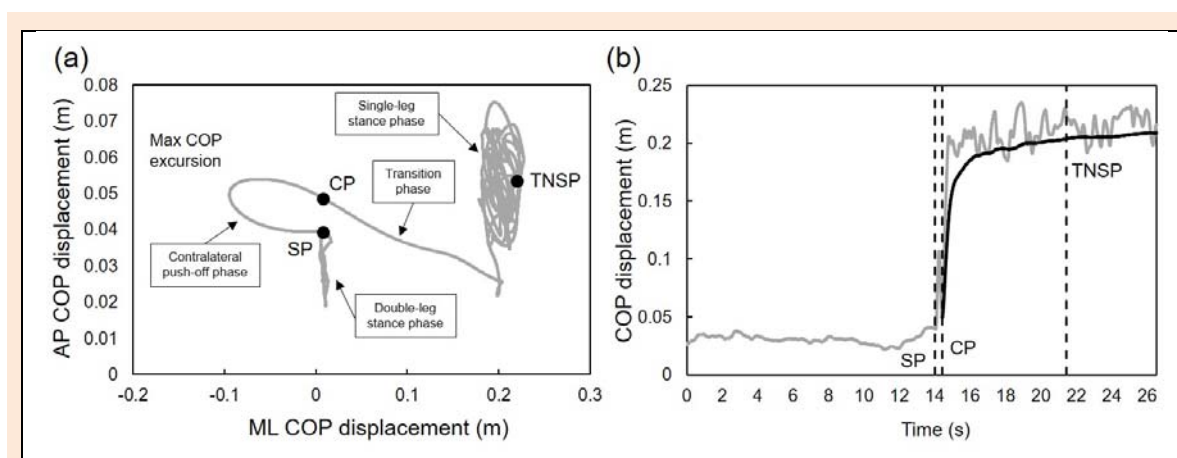 (a)
0.08
0.07
0.06
0.05
0.04
0.03
0.02
0.01
0
AP COP displacement (m)
Max COP
excursion
Single-leg
stance phase
CP
Transition
phase
TNSP
SP
Contralateral
push-off phase
Double-leg
stance phase
-0.2
-0.1
0
0.1
0.2
0.3
ML COP displacement (m)
(b)
0.25
0.2
0.15
0.1
0.05
0
COP displacement (m)
TNSP
SP
CP
0 2 4 6 8 10 12 14 16 18 20 22 24 26
Time (s)